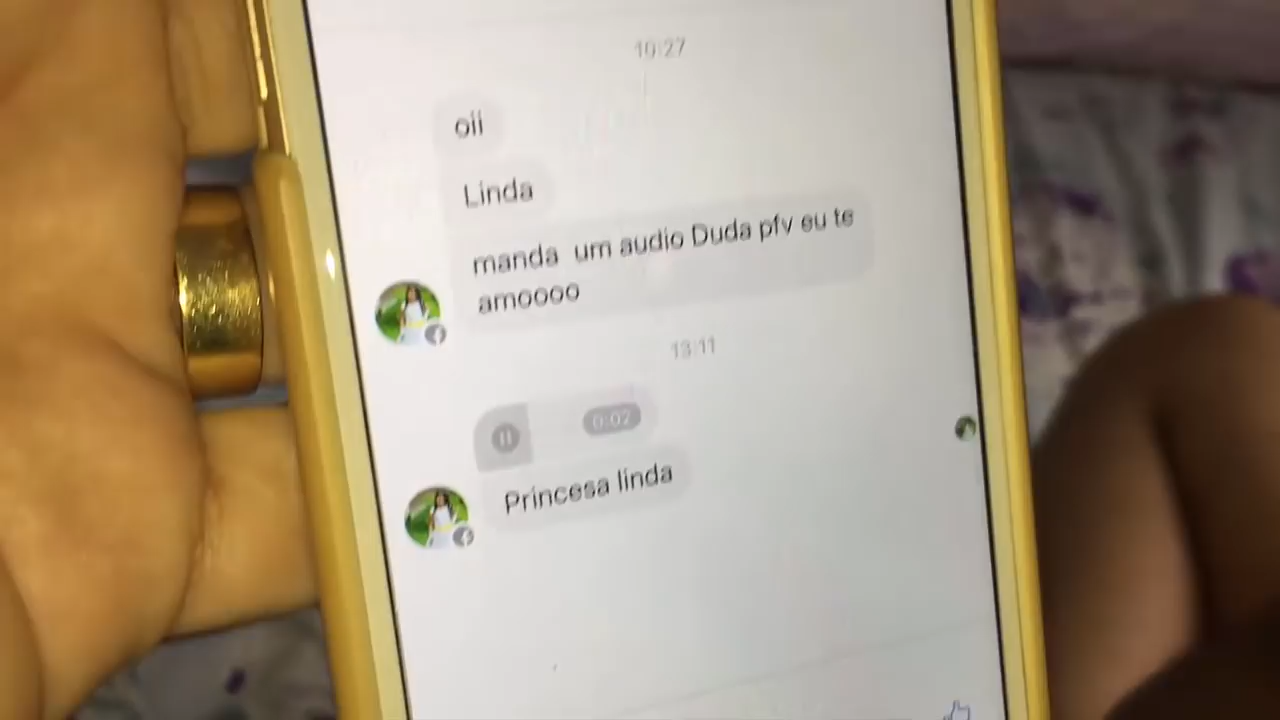 10:27
oii
Linda
manda um audio Duda pfv eu te
amoooo
13:11
0:02
Princesa linda